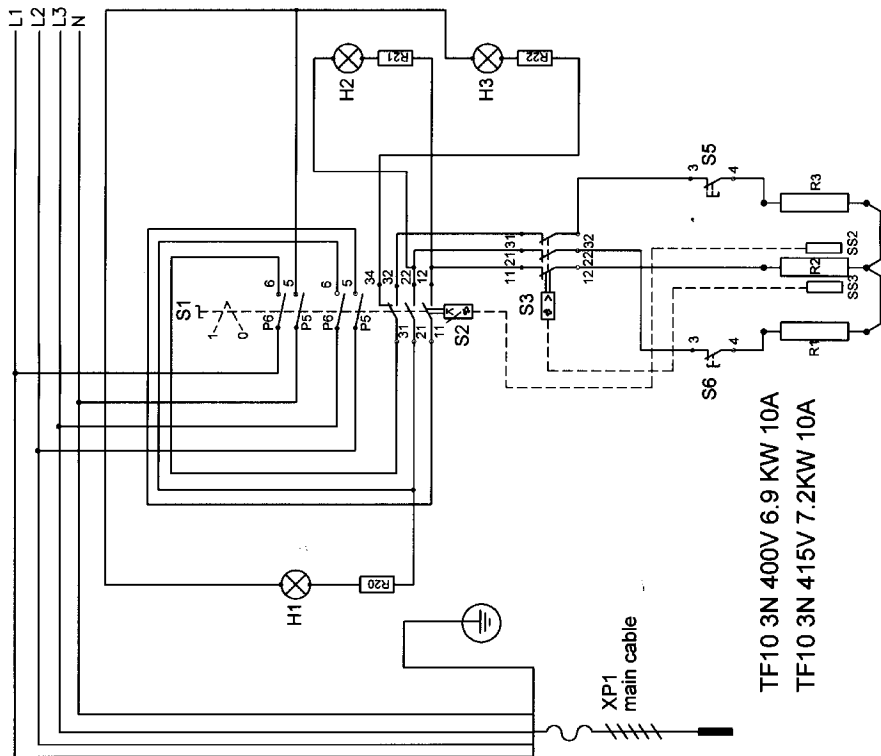 L1
L2
L3
N
R21
H2
R22
H3
S1
1
0
P6 6
P5 5
P6 6
P5 5
34
31 32
21 22
11 12
S2
11 21 31
12 22 32
S3
3
S5
4
R3
SS2
R2
SS3
R1
3
S6
4
H1
R20
XP1
main cable
TF10 3N 400V 6.9 KW 10A
TF10 3N 415V 7.2KW 10A